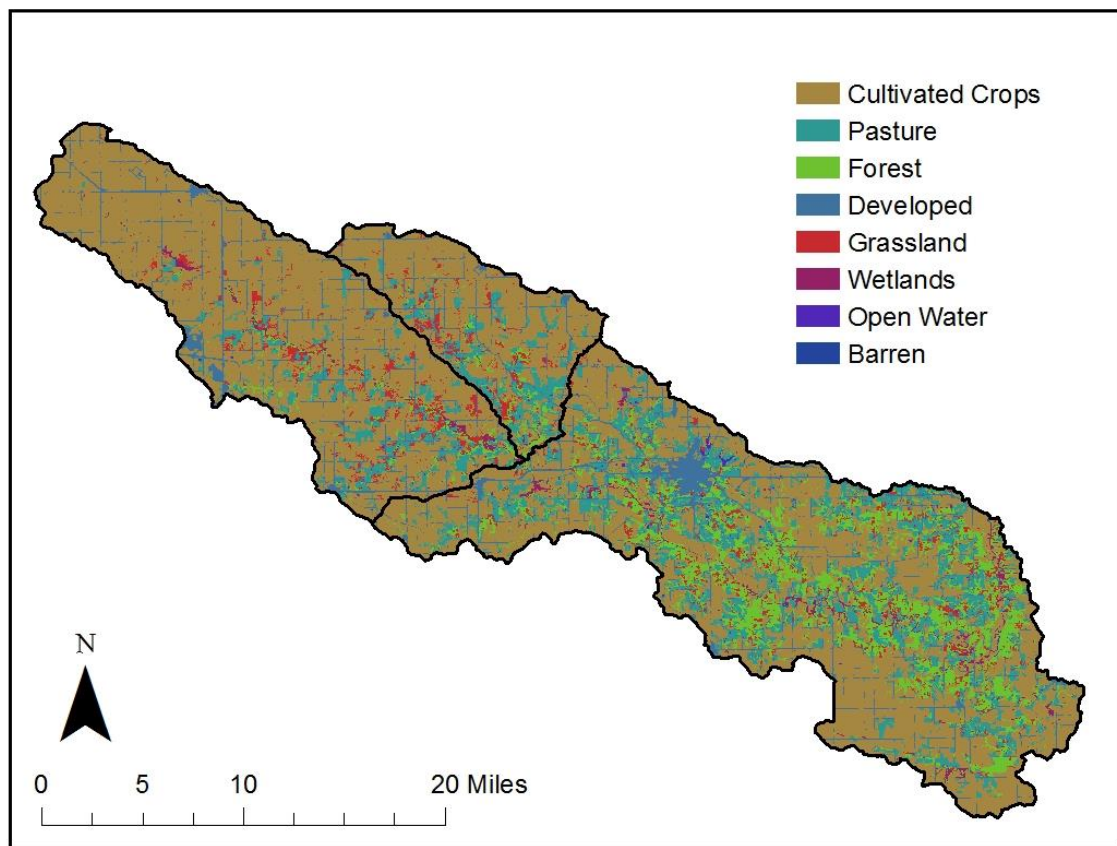 Cultivated Crops
Pasture
Forest
Developed
Grassland
Wetlands
Open Water
Barren
N
0 5 10 20 Miles